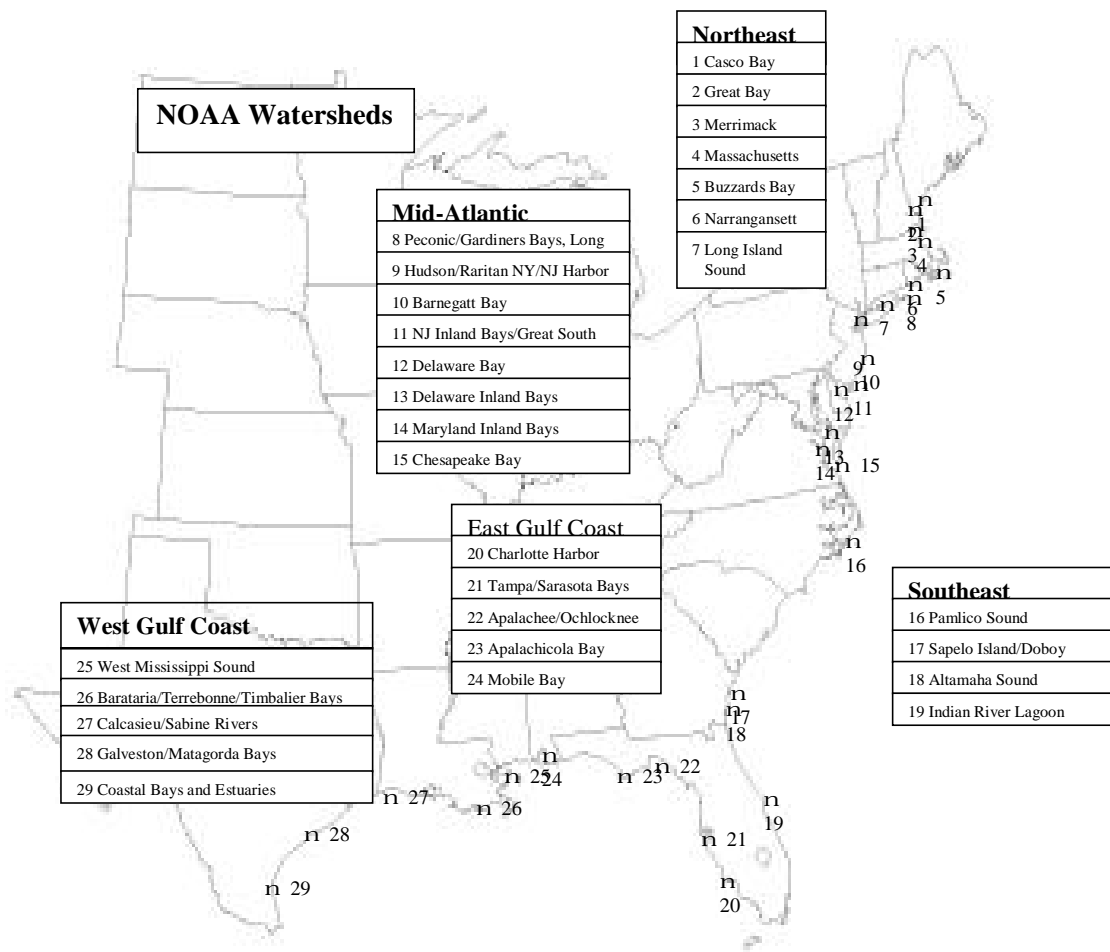 NOAA Watersheds
Northeast
1 Casco Bay
2 Great Bay
3 Merrimack
4 Massachusetts
5 Buzzards Bay
6 Narrangansett
7 Long Island
Sound
Mid-Atlantic
8 Peconic/Gardiners Bays, Long
9 Hudson/Raritan NY/NJ Harbor
10 Barnegatt Bay
11 NJ Inland Bays/Great South
12 Delaware Bay
13 Delaware Inland Bays
14 Maryland Inland Bays
15 Chesapeake Bay
East Gulf Coast
20 Charlotte Harbor
21 Tampa/Sarasota Bays
22 Apalachee/Ochlocknee
23 Apalachicola Bay
24 Mobile Bay
Southeast
16 Pamlico Sound
17 Sapelo Island/Doboy
18 Altamaha Sound
19 Indian River Lagoon
West Gulf Coast
25 West Mississippi Sound
26 Barataria/Terrebonne/Timbalier Bays
27 Calcasieu/Sabine Rivers
28 Galveston/Matagorda Bays
29 Coastal Bays and Estuaries
n
n
1
n
2
n
3
4
n
5
n
n
6
n
7
8
n
9
n
10
n
11
n
12
n
13
n
14
n 15
n
16
n
n 17
18
n
19
n
20
n 21
n 22
n 23
n
24
n 25
n 26
n 27
n 28
n 29